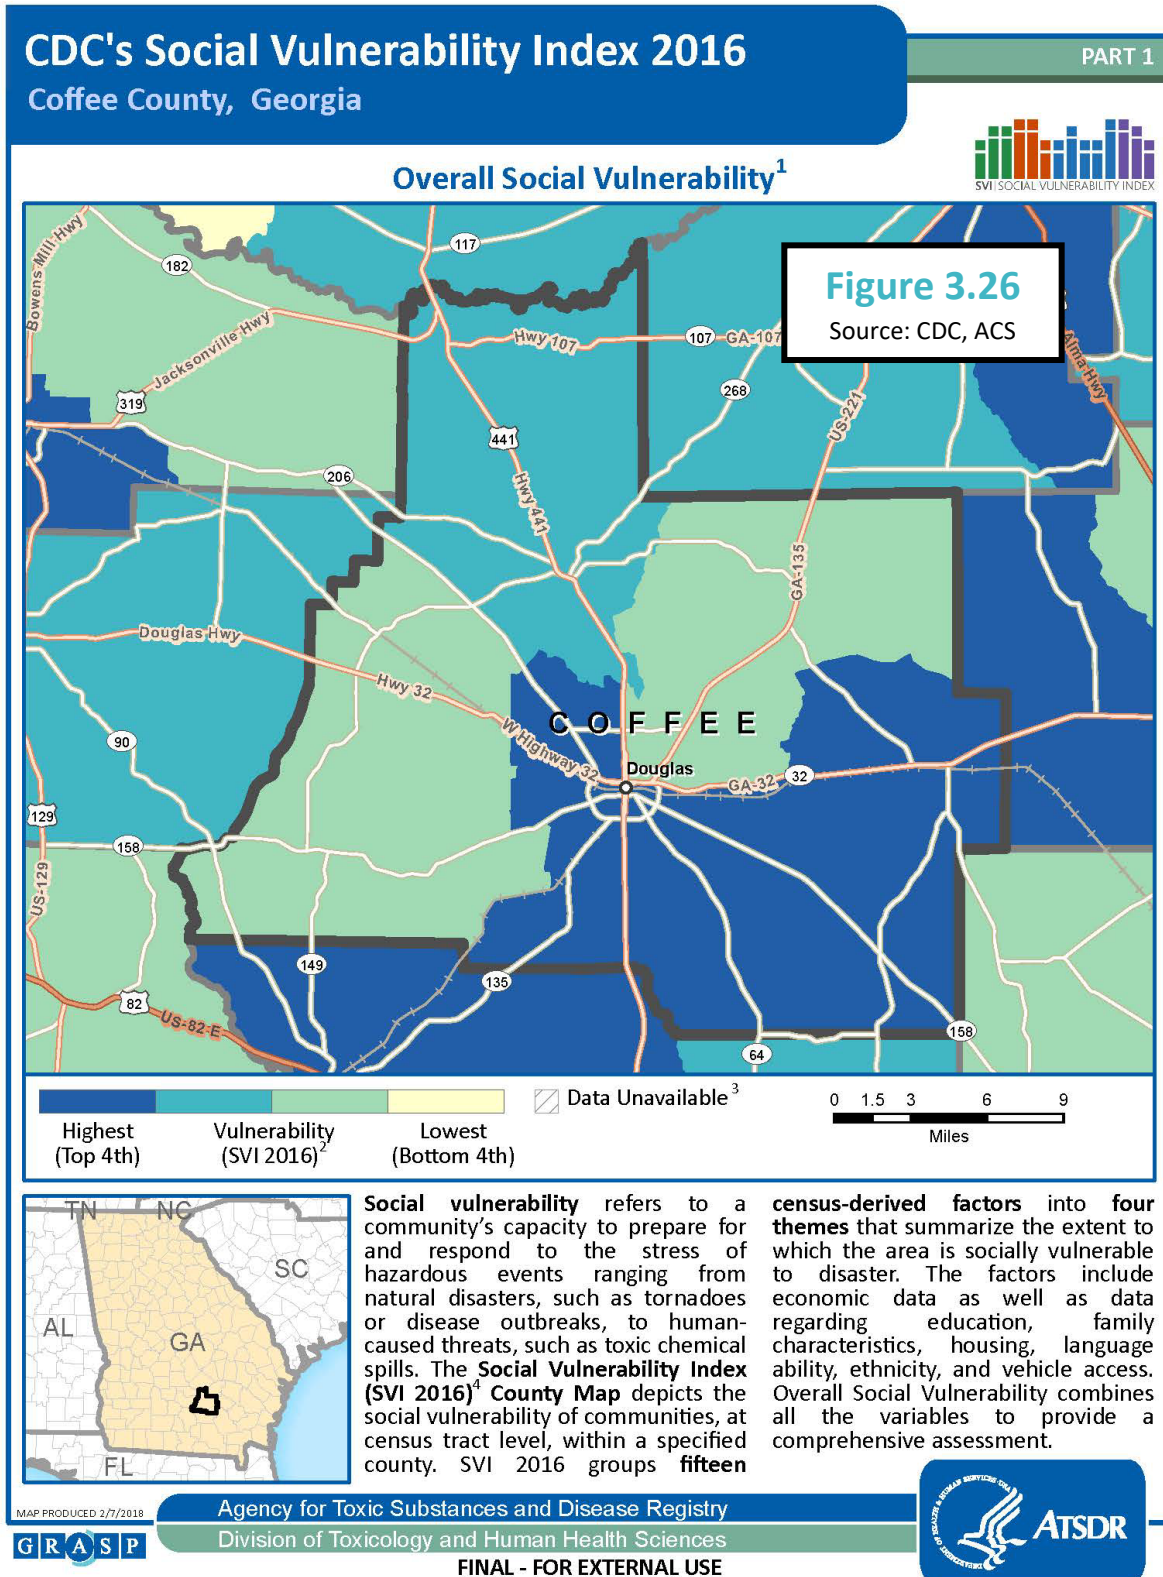 CDC's Social Vulnerability Index 2016
Coffee County, Georgia
PART 1
SVI | SOCIAL VULNERABILITY INDEX
Overall Social Vulnerability1
Figure 3.26
Source: CDC, ACS
Bowens Mill Hwy
182
117
Jacksonville Hwy
Hwy 107
107
GA-107
Alma Hwy
319
268
441
US-221
206
Hwy 441
GA-135
Douglas Hwy
Hwy 32
COFFEE
W Highway 32
90
Douglas
GA-32
32
129
158
US-129
149
135
82
US-82-E
158
64
Highest
(Top 4th)
Vulnerability
(SVI 2016)2
Lowest
(Bottom 4th)
Data Unavailable3
0 1.5 3 6 9
Miles
TN
NC
SC
AL
GA
FL
Social vulnerability refers to a
community’s capacity to prepare for
and respond to the stress of
hazardous events ranging from
natural disasters, such as tornadoes
or disease outbreaks, to human-
caused threats, such as toxic chemical
spills. The Social Vulnerability Index
(SVI 2016)4 County Map depicts the
social vulnerability of communities, at
census tract level, within a specified
county. SVI 2016 groups fifteen
census-derived factors into four
themes that summarize the extent to
which the area is socially vulnerable
to disaster. The factors include
economic data as well as data
regarding education, family
characteristics, housing, language
ability, ethnicity, and vehicle access.
Overall Social Vulnerability combines
all the variables to provide a
comprehensive assessment.
MAP PRODUCED 2/7/2018
GRASP
Agency for Toxic Substances and Disease Registry
Division of Toxicology and Human Health Sciences
FINAL - FOR EXTERNAL USE
DEPARTMENT OF HEALTH & HUMAN SERVICES·USA
ATSDR